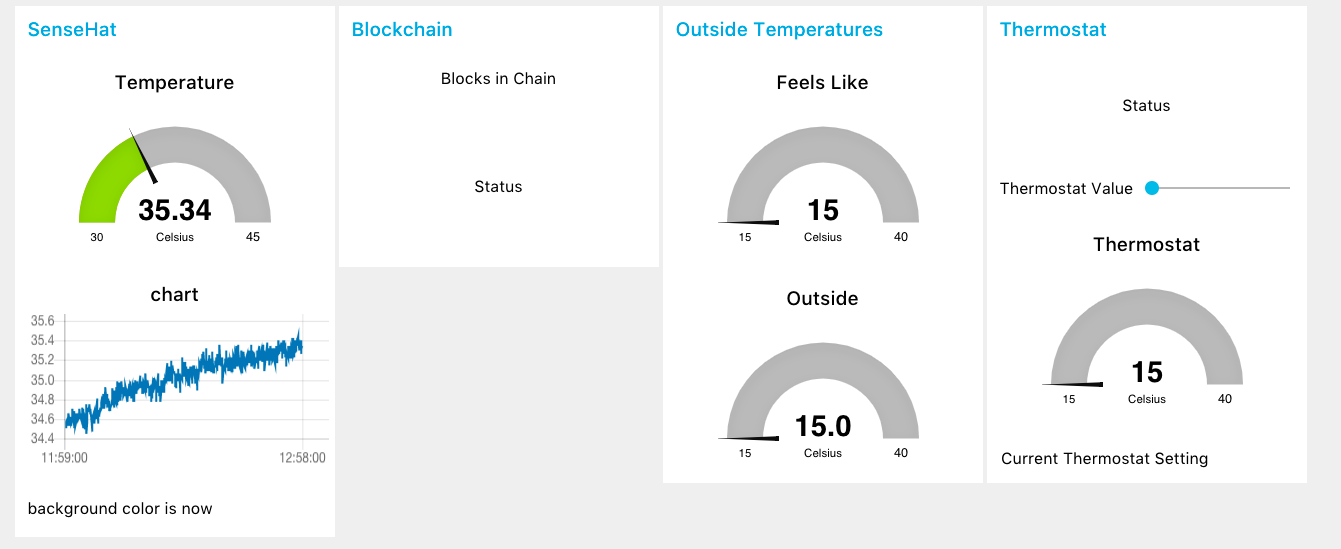 SenseHat
Temperature
35.34
30
Celsius
45
chart
35.6
35.4
35.2
35.0
34.8
34.6
34.4
11:59:00
12:58:00
background color is now
Blockchain
Blocks in Chain
Status
Outside Temperatures
Feels Like
15
15
Celsius
40
Outside
15.0
15
Celsius
40
Thermostat
Status
Thermostat Value
Thermostat
15
15
Celsius
40
Current Thermostat Setting